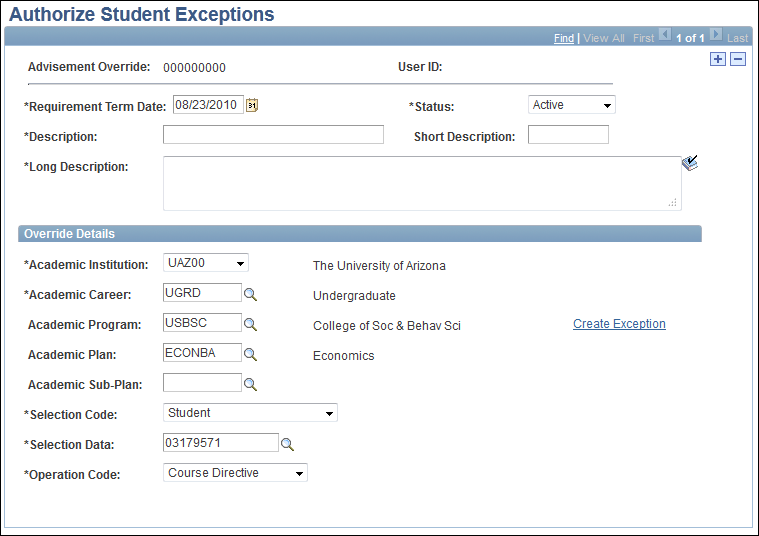 Authorize Student Exceptions
Find | View All First 1 of 1 Last
Advisement Override: 000000000 User ID:
*Requirement Term Date: 08/23/2010 31 *Status: Active
*Description: Short Description:
*Long Description:
Override Details
*Academic Institution: UAZ00 The University of Arizona
*Academic Career: UGRD Undergraduate
Academic Program: USBSC College of Soc & Behav Sci Create Exception
Academic Plan: ECONBA Economics
Academic Sub-Plan:
*Selection Code: Student
*Selection Data: 03179571
*Operation Code: Course Directive